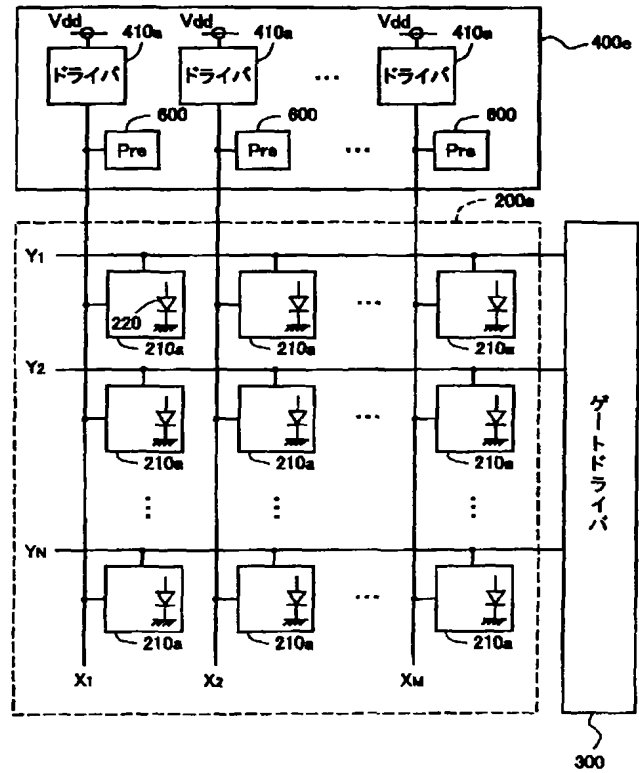 Vdd Vdd Vdd
410a 410a 410a
400e
ドライバ ドライバ … ドライバ
600 600 600
Pre Pre … Pre
200a
Y1
220
210a 210a … 210a
Y2
210a 210a … 210a
⋮ ⋮ ⋮
YN
210a 210a … 210a
X1 X2 XM
ゲートドライバ
300